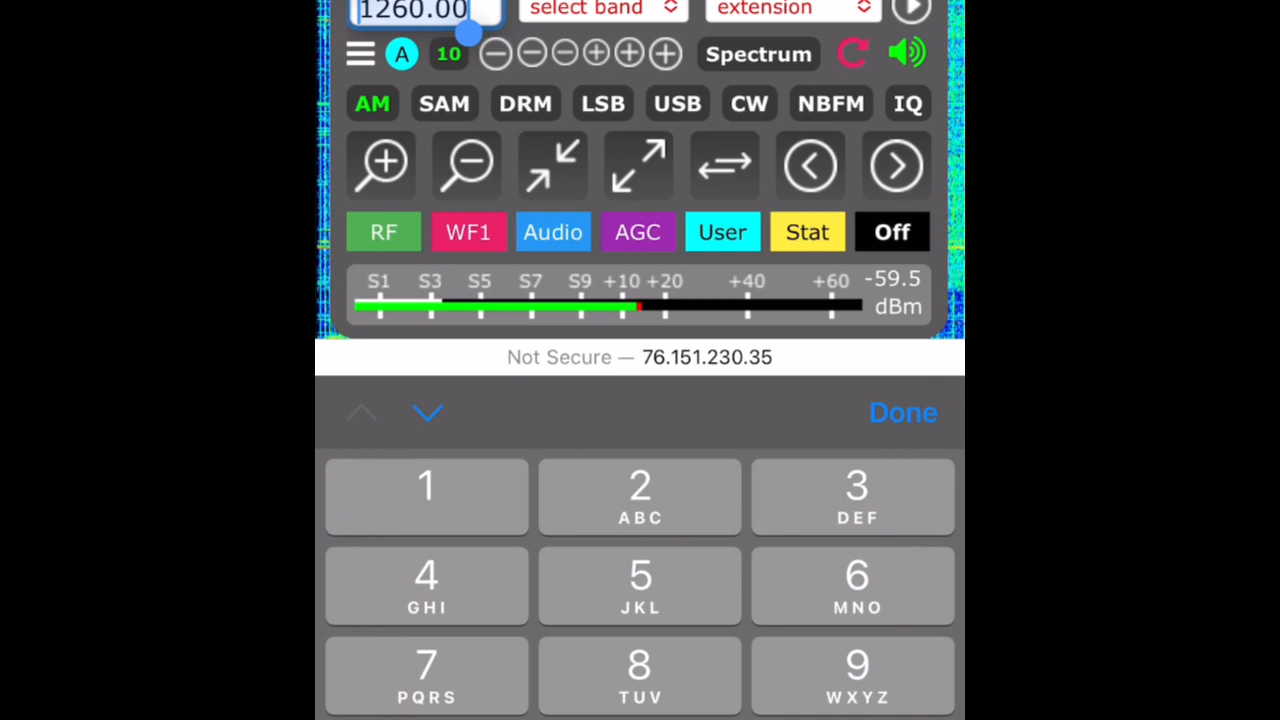 1260.00 select band extension
A 10 Spectrum
AM SAM DRM LSB USB CW NBFM IQ
RF WF1 Audio AGC User Stat Off
S1 S3 S5 S7 S9 +10 +20 +40 +60 -59.5
dBm
Not Secure — 76.151.230.35
Done
1 2 3
ABC DEF
4 5 6
GHI JKL MNO
7 8 9
PQRS TUV WXYZ